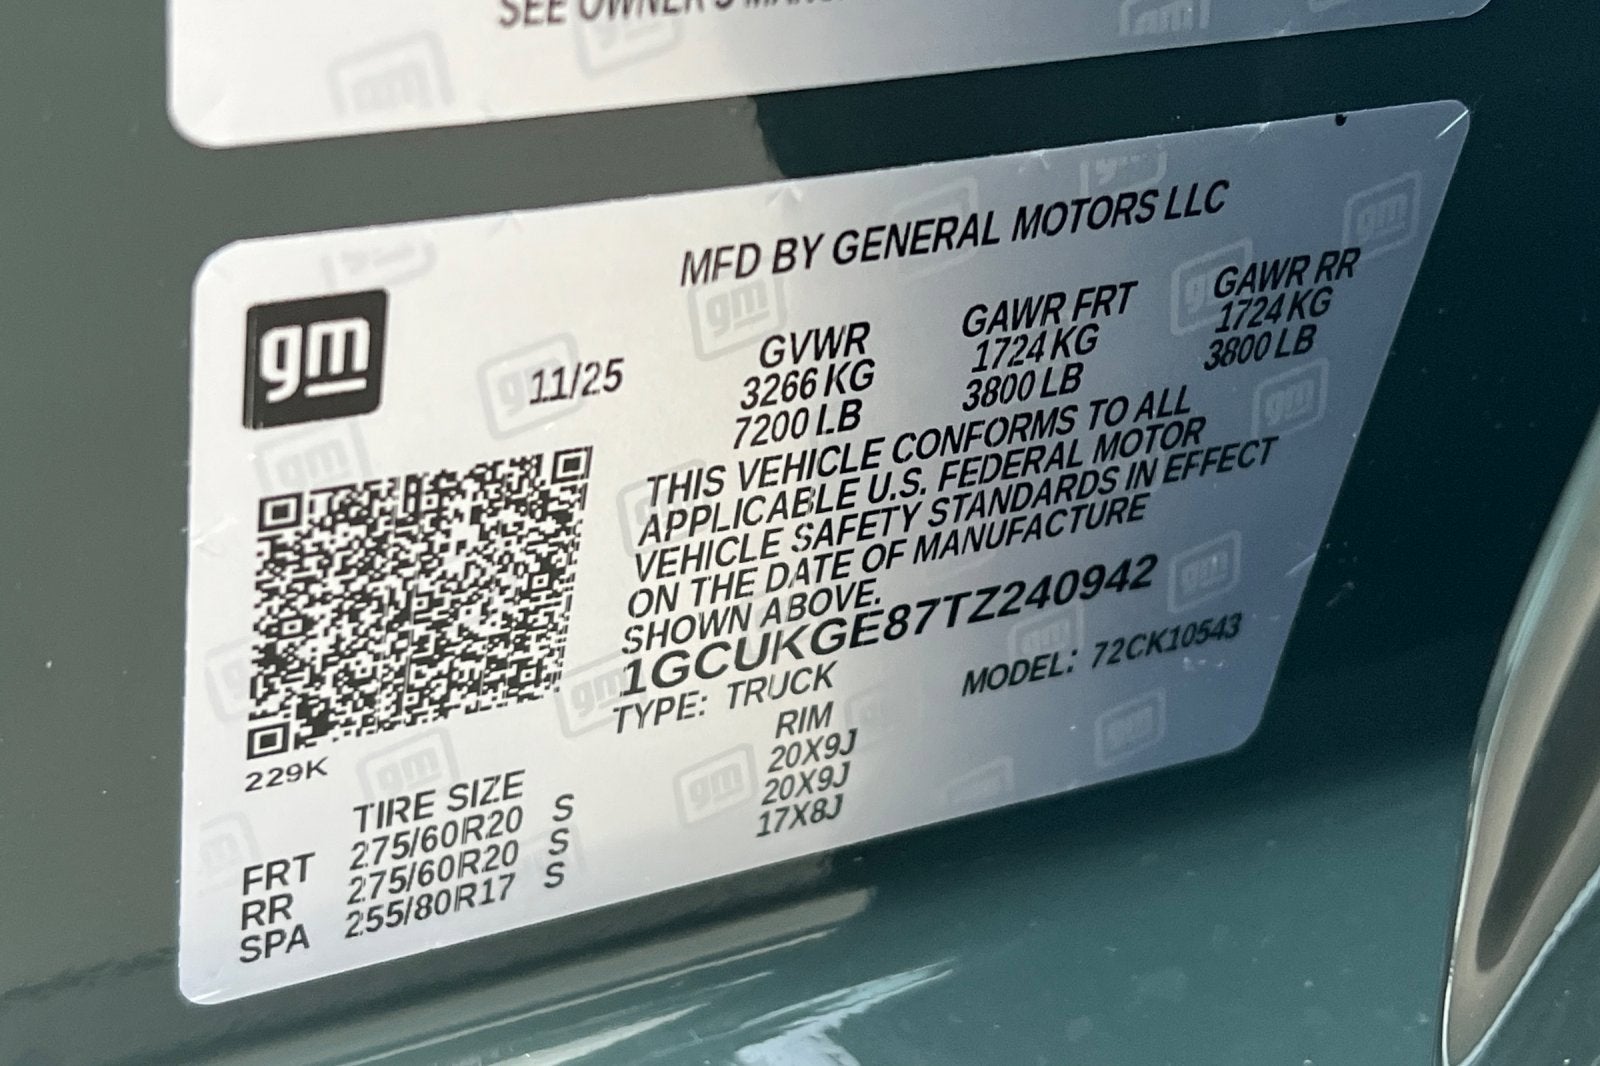 SEE OWNER'S
gm
MFD BY GENERAL MOTORS LLC
11/25
GVWR GAWR FRT GAWR RR
3266 KG 1724 KG 1724 KG
7200 LB 3800 LB 3800 LB
THIS VEHICLE CONFORMS TO ALL
APPLICABLE U.S. FEDERAL MOTOR
VEHICLE SAFETY STANDARDS IN EFFECT
ON THE DATE OF MANUFACTURE
SHOWN ABOVE.
1GCUKGE87TZ240942
TYPE: TRUCK MODEL: 72CK10543
229K
TIRE SIZE RIM
FRT 275/60R20 S 20X9J
RR 275/60R20 S 20X9J
SPA 255/80R17 S 17X8J